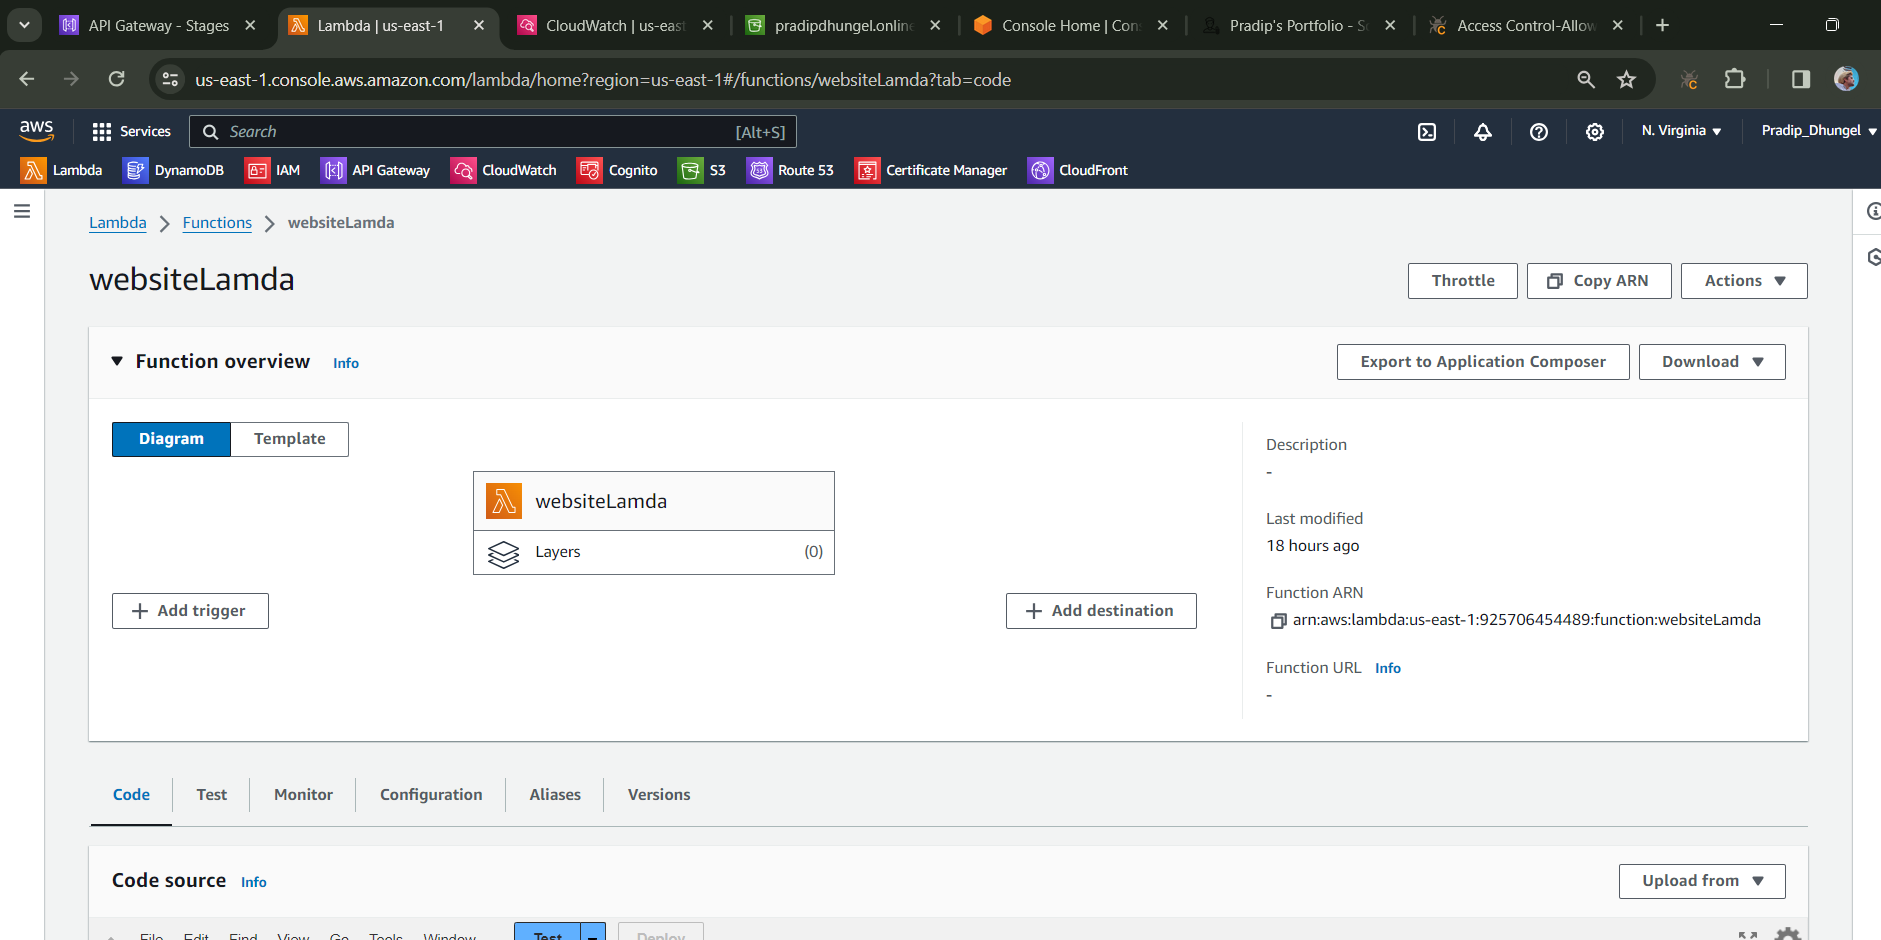 API Gateway - Stages
Lambda | us-east-1
CloudWatch | us-east
pradipdhungel.online
Console Home | Con
Pradip's Portfolio - S
Access Control-Allow
us-east-1.console.aws.amazon.com/lambda/home?region=us-east-1#/functions/websiteLamda?tab=code
aws Services Search [Alt+S] N. Virginia Pradip_Dhungel
Lambda DynamoDB IAM API Gateway CloudWatch Cognito S3 Route 53 Certificate Manager CloudFront
Lambda Functions websiteLamda
websiteLamda
Throttle Copy ARN Actions
Function overview Info
Export to Application Composer Download
Diagram Template
websiteLamda
Layers (0)
+ Add trigger
+ Add destination
Description
-
Last modified
18 hours ago
Function ARN
arn:aws:lambda:us-east-1:925706454489:function:websiteLamda
Function URL Info
-
Code Test Monitor Configuration Aliases Versions
Code source Info
Upload from
File Edit Find View Go Tools Window Test Deploy